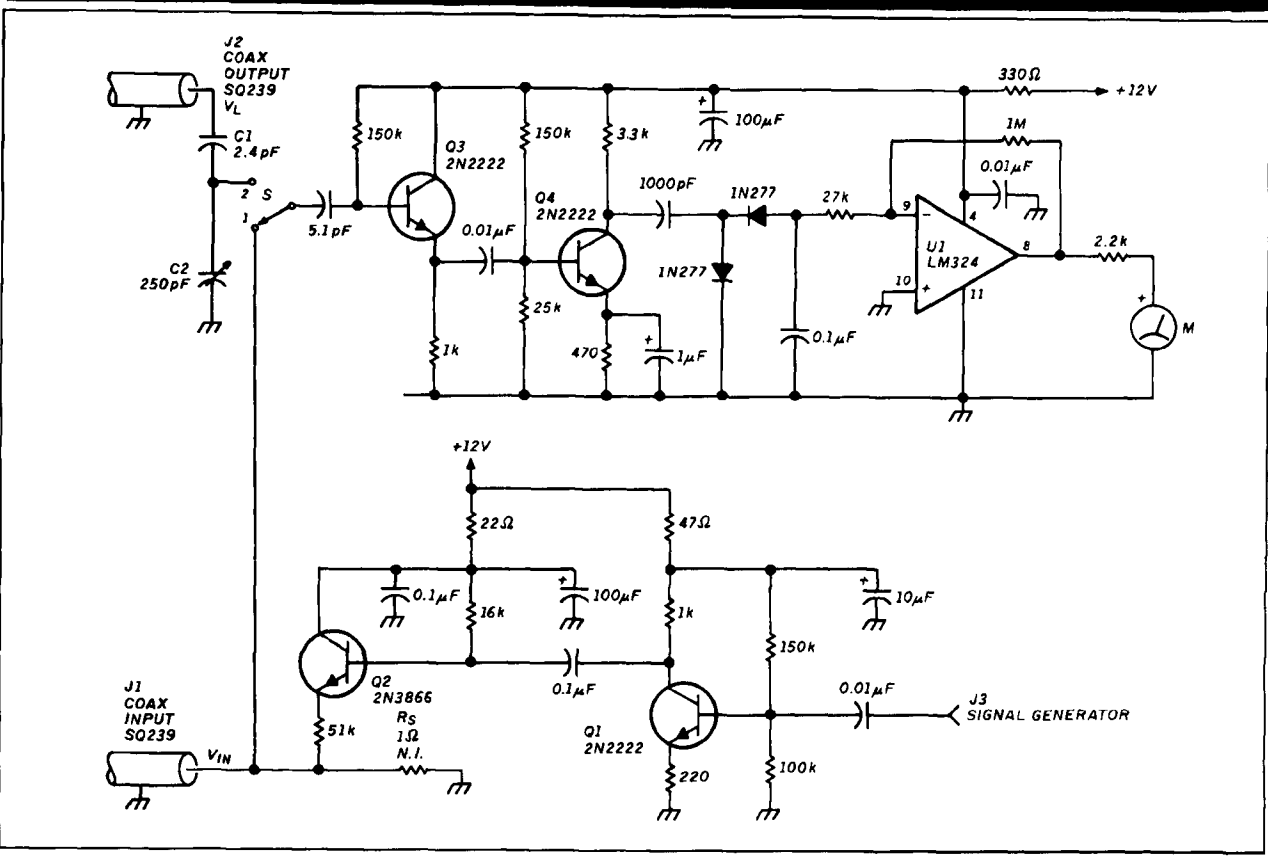 J2
COAX
OUTPUT
SO239
VL
C1
2.4pF
2
S
1
5.1pF
C2
250pF
150k
Q3
2N2222
0.01µF
1k
150k
25k
Q4
2N2222
3.3k
470
+
1µF
+
100µF
1000pF
1N277
1N277
27k
0.1µF
330Ω
+12V
1M
0.01µF
9
−
4
U1
LM324
8
10
+
11
2.2k
+
M
+12V
22Ω
47Ω
0.1µF
+
100µF
16k
1k
+
10µF
150k
Q2
2N3866
0.1µF
0.01µF
J3
SIGNAL GENERATOR
Q1
2N2222
220
100k
51k
RS
1Ω
N.I.
J1
COAX
INPUT
SO239
VIN